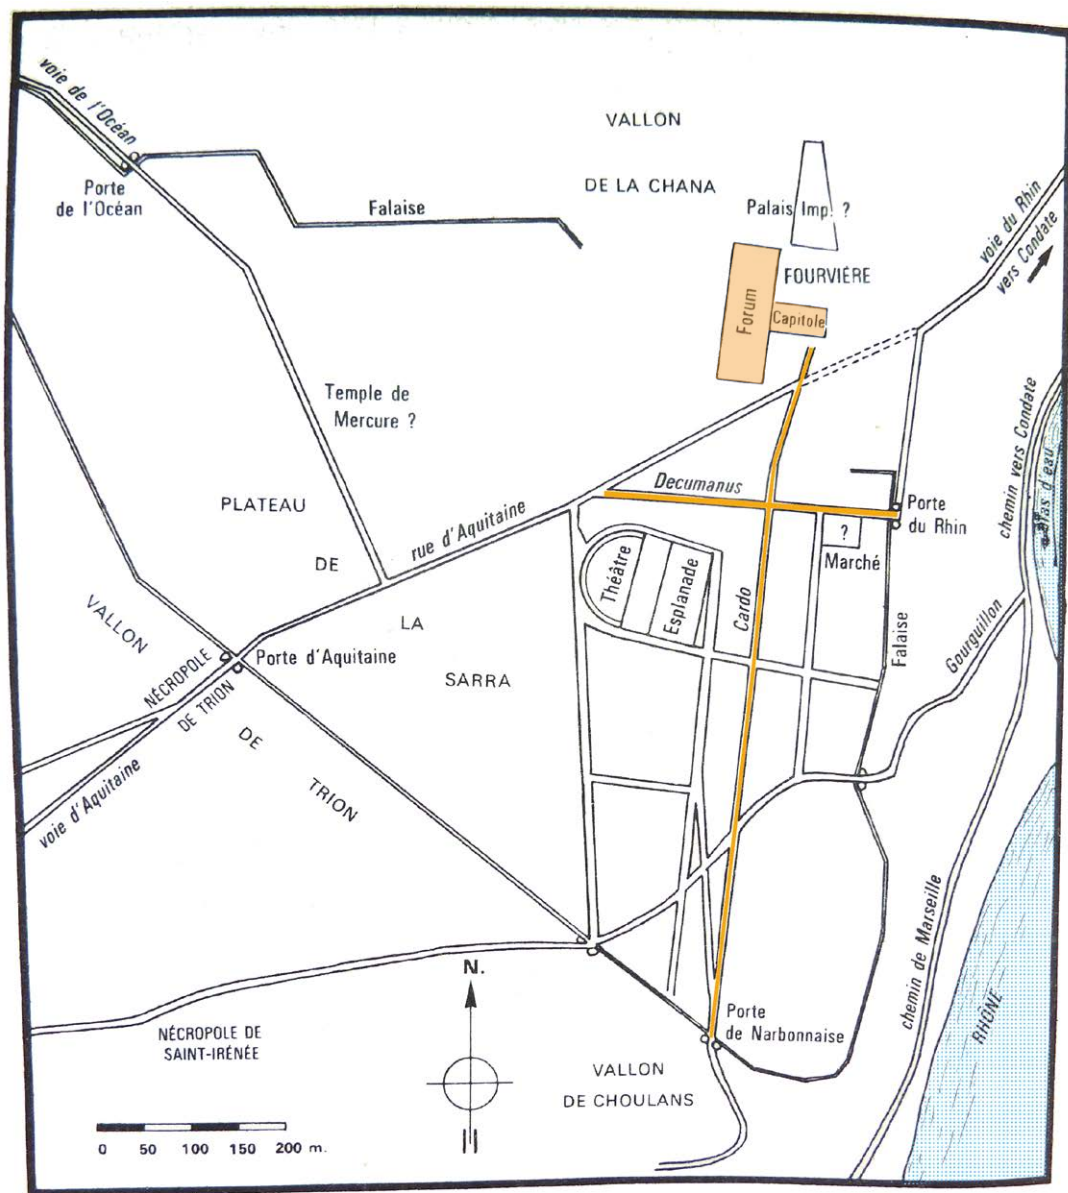 voie de l'Océan
Porte
de l'Océan
Falaise
VALLON
DE LA CHANA
Palais Imp. ?
voie du Rhin
vers Condate
FOURVIÈRE
Forum
Capitole
Temple de
Mercure ?
chemin vers Condate
bras d'eau
PLATEAU
DE
LA
SARRA
rue d'Aquitaine
Decumanus
Porte
du Rhin
?
Marché
Théâtre
Esplanade
Cardo
Falaise
Gourguillon
VALLON
DE
TRION
NÉCROPOLE
DE TRION
Porte d'Aquitaine
voie d'Aquitaine
chemin de Marseille
RHÔNE
N.
NÉCROPOLE DE
SAINT-IRÉNÉE
Porte
de Narbonnaise
VALLON
DE CHOULANS
0 50 100 150 200 m.